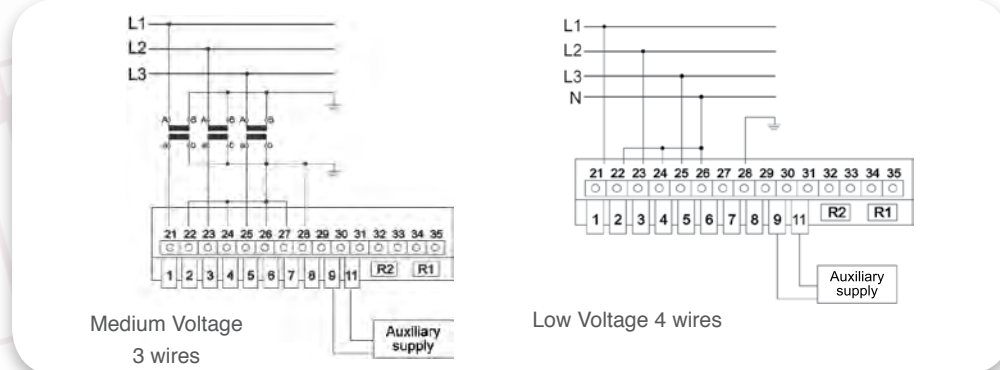 L1
L2
L3
A B A B A B
a b a b a b
21 22 23 24 25 26 27 28 29 30 31 32 33 34 35
1 2 3 4 5 6 7 8 9 11 R2 R1
Auxiliary
supply
Medium Voltage
3 wires
L1
L2
L3
N
21 22 23 24 25 26 27 28 29 30 31 32 33 34 35
1 2 3 4 5 6 7 8 9 11 R2 R1
Auxiliary
supply
Low Voltage 4 wires